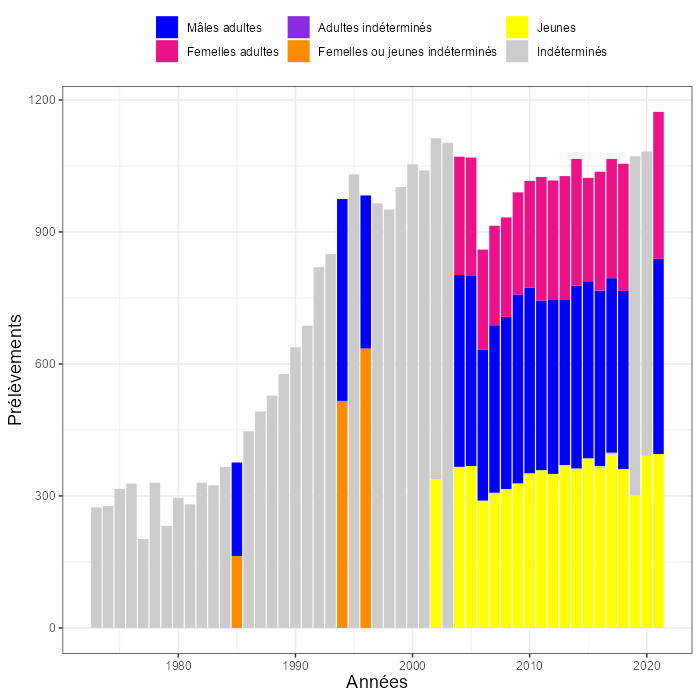 Mâles adultes Adultes indéterminés Jeunes
Femelles adultes Femelles ou jeunes indéterminés Indéterminés
1200
900
600
300
0
Prélèvements
1980 1990 2000 2010 2020
Années